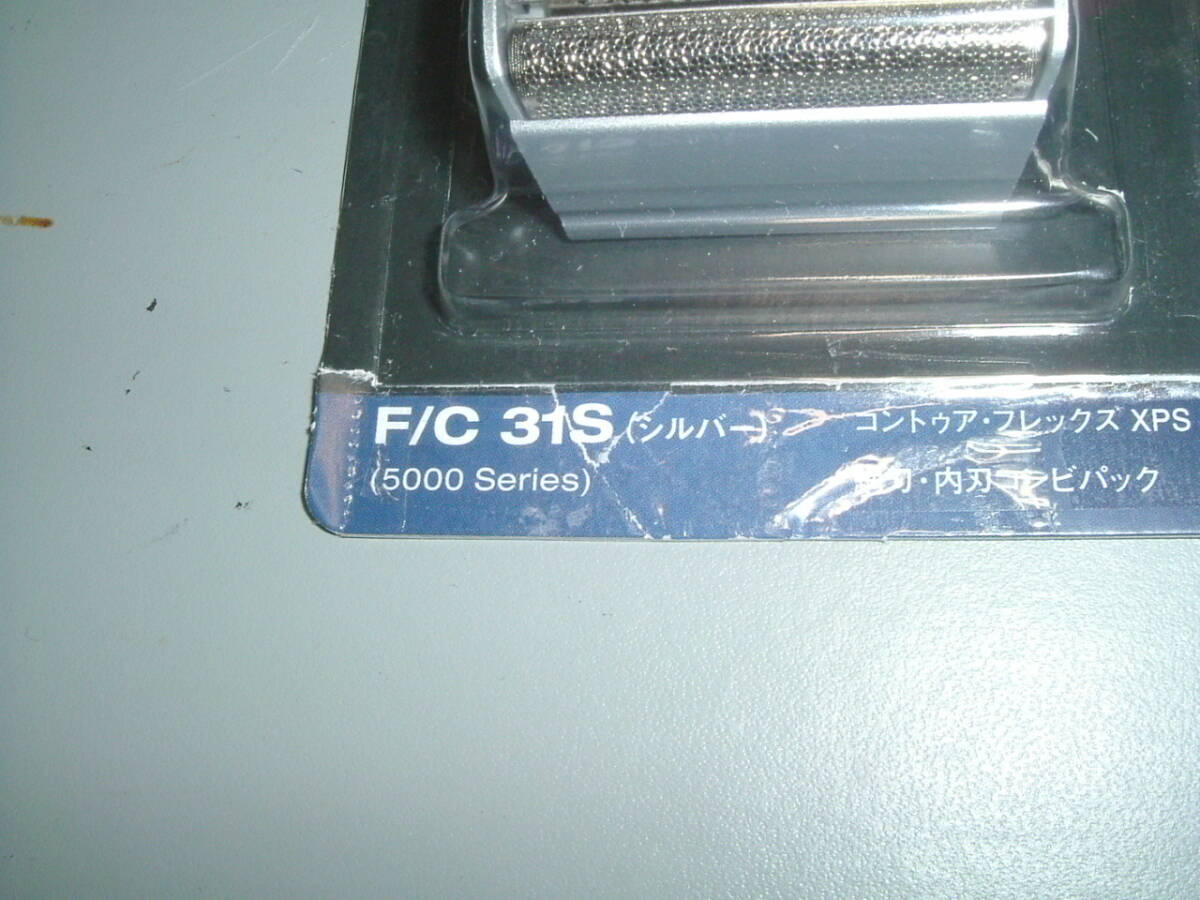 F/C 31S (シルバー)
(5000 Series)
コントゥア・フレックス XPS
刃・内刃コンビパック